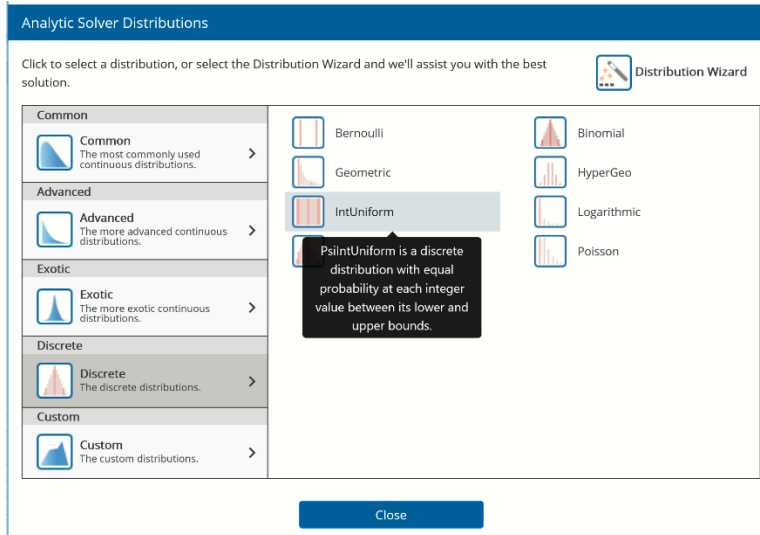 Analytic Solver Distributions
Click to select a distribution, or select the Distribution Wizard and we'll assist you with the best
solution.
Distribution Wizard
Common
Common
The most commonly used
continuous distributions.
Advanced
Advanced
The more advanced continuous
distributions.
Exotic
Exotic
The more exotic continuous
distributions.
Discrete
Discrete
The discrete distributions.
Custom
Custom
The custom distributions.
Bernoulli
Binomial
Geometric
HyperGeo
IntUniform
Logarithmic
Poisson
PsiIntUniform is a discrete
distribution with equal
probability at each integer
value between its lower and
upper bounds.
Close